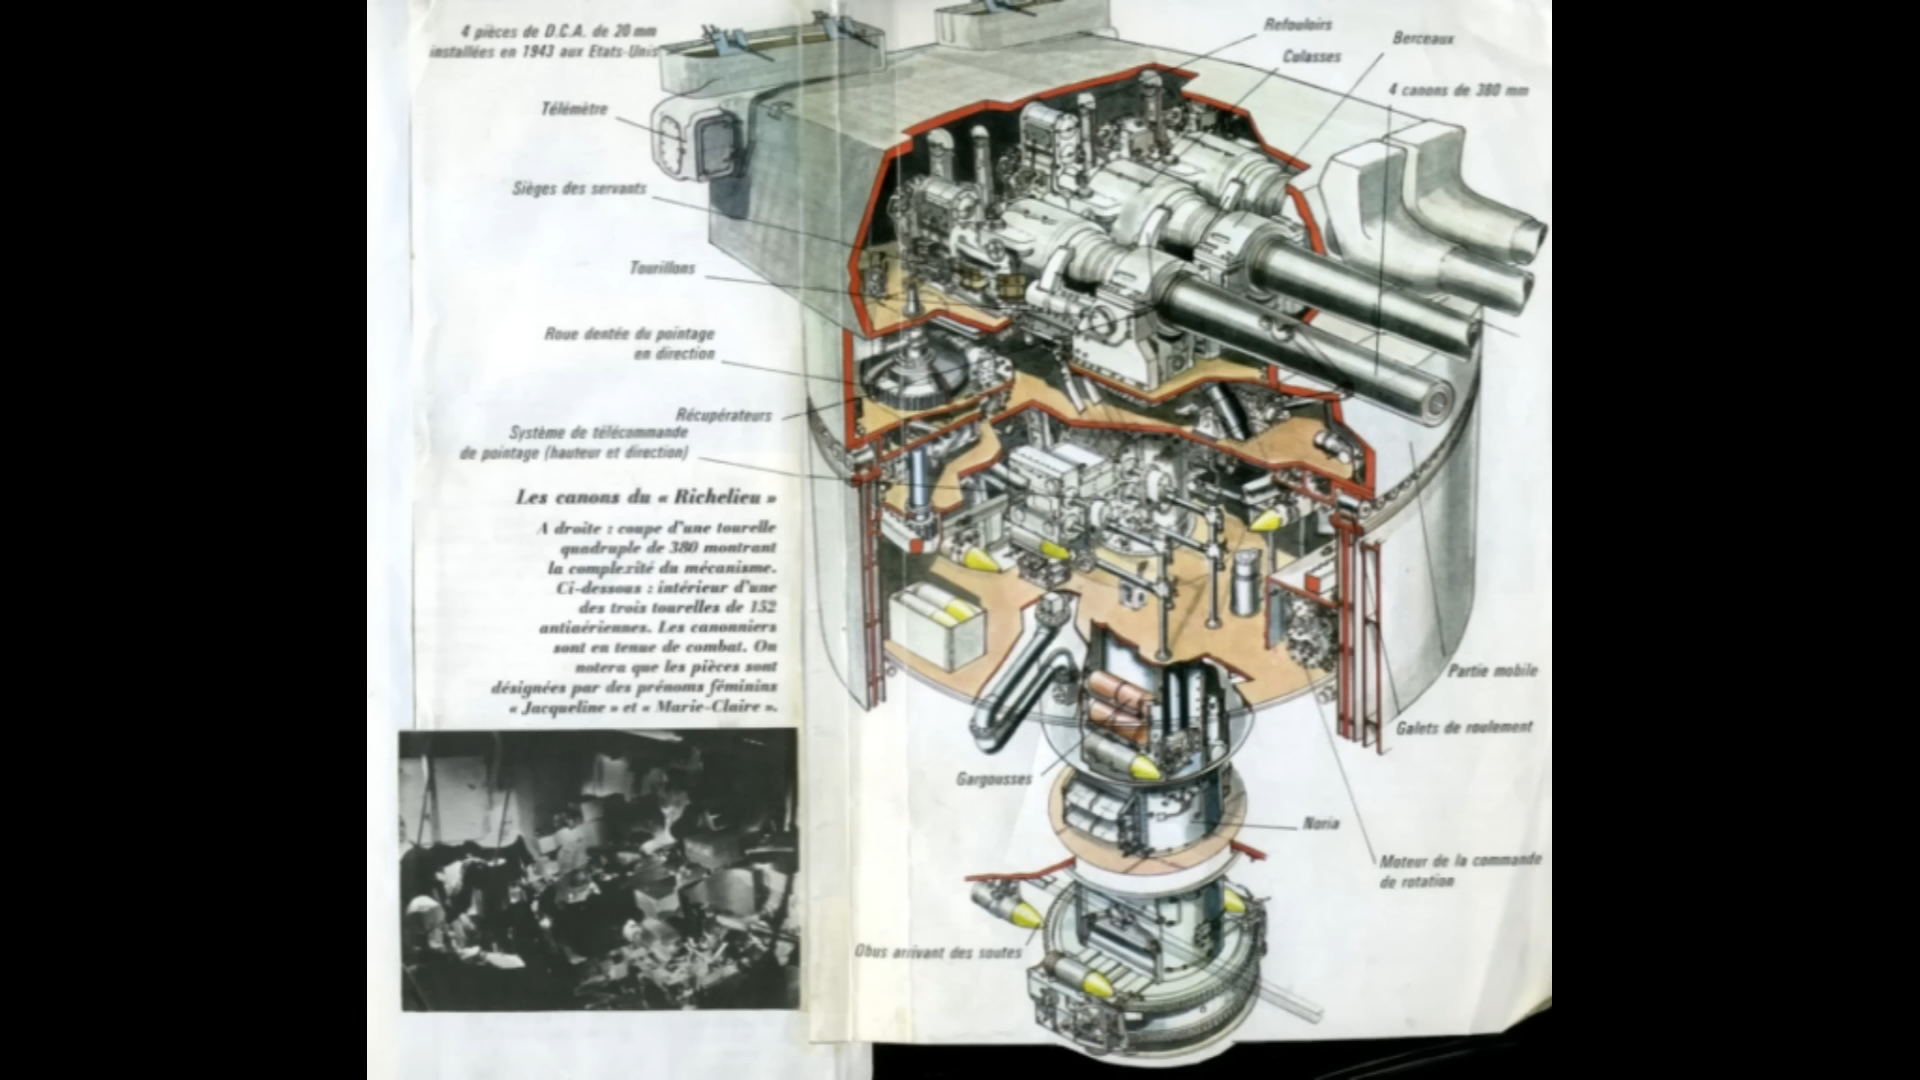 4 pièces de D.C.A. de 20 mm
installées en 1943 aux Etats-Unis
Télémètre
Sièges des servants
Tourillons
Roue dentée du pointage
en direction
Récupérateurs
Système de télécommande
de pointage (hauteur et direction)
Les canons du « Richelieu »
A droite : coupe d'une tourelle
quadruple de 380 montrant
la complexité du mécanisme.
Ci-dessous : intérieur d'une
des trois tourelles de 152
antiaériennes. Les canonniers
sont en tenue de combat. On
notera que les pièces sont
désignées par des prénoms féminins
« Jacqueline » et « Marie-Claire ».
Refouloirs
Culasses
Berceaux
4 canons de 380 mm
Partie mobile
Galets de roulement
Gargousses
Noria
Moteur de la commande
de rotation
Obus arrivant des soutes